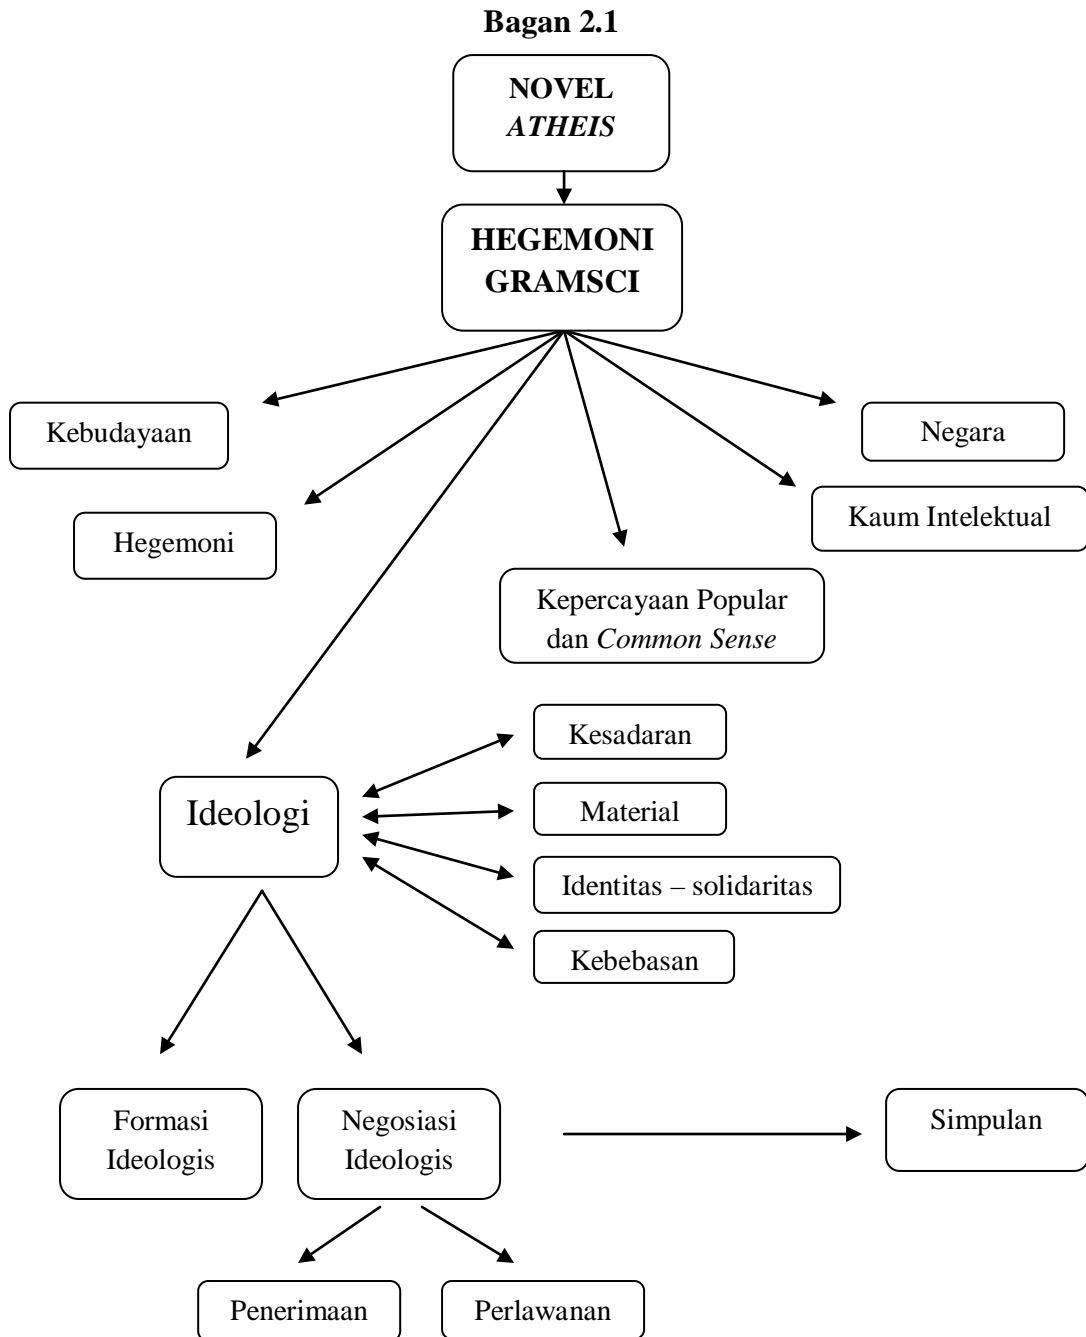 Bagan 2.1
NOVEL
ATHEIS
HEGEMONI
GRAMSCI
Kebudayaan
Negara
Hegemoni
Kaum Intelektual
Kepercayaan Popular
dan Common Sense
Kesadaran
Ideologi
Material
Identitas – solidaritas
Kebebasan
Formasi
Ideologis
Negosiasi
Ideologis
Simpulan
Penerimaan
Perlawanan